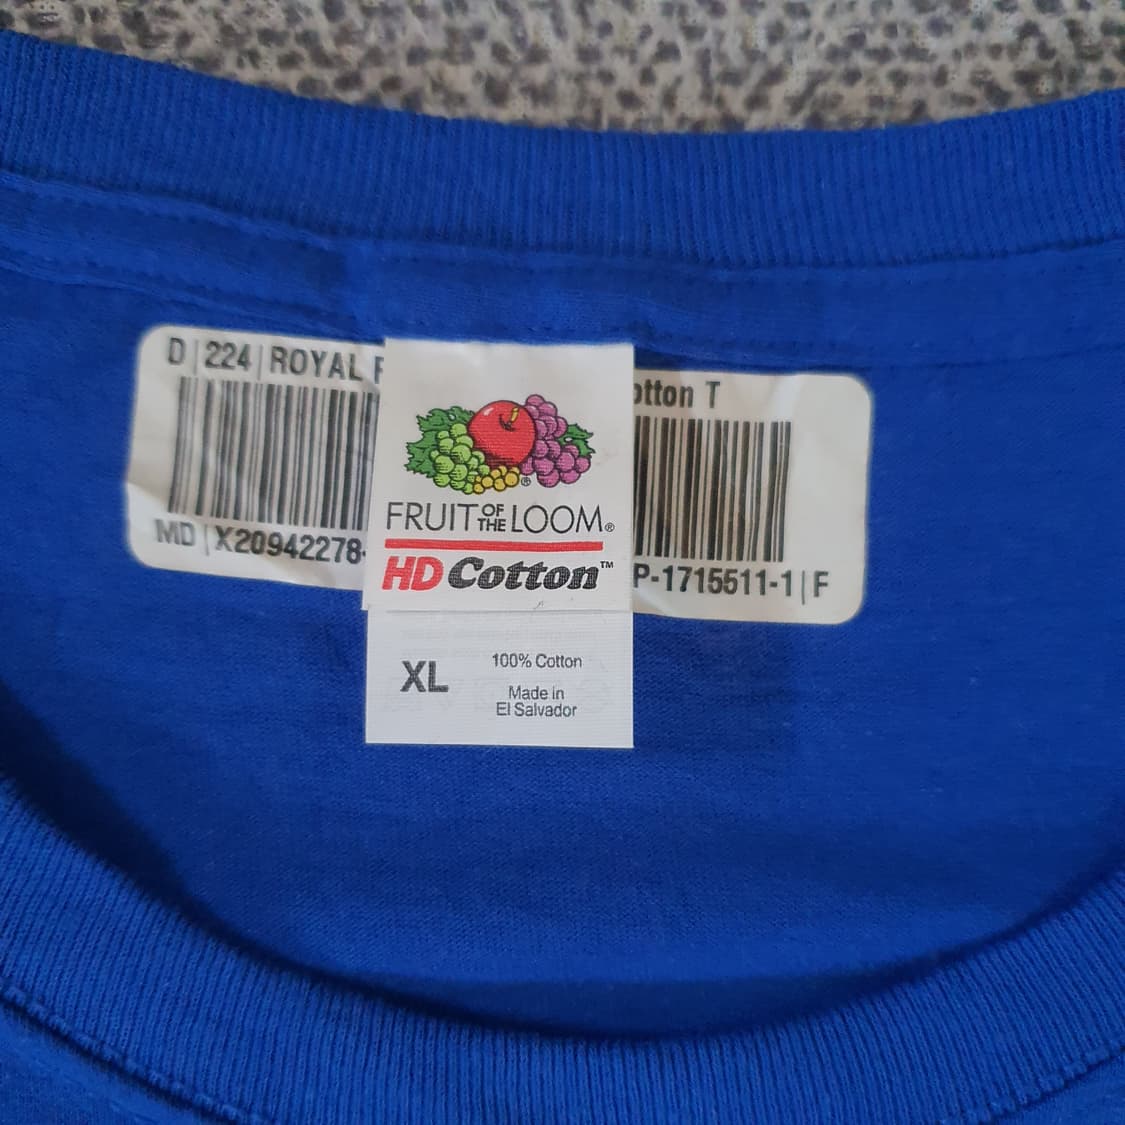 D | 224 | ROYAL
otton T
MD | X20942278-
P-1715511-1 | F
FRUIT OF THE LOOM®
HD Cotton™
XL
100% Cotton
Made in
El Salvador